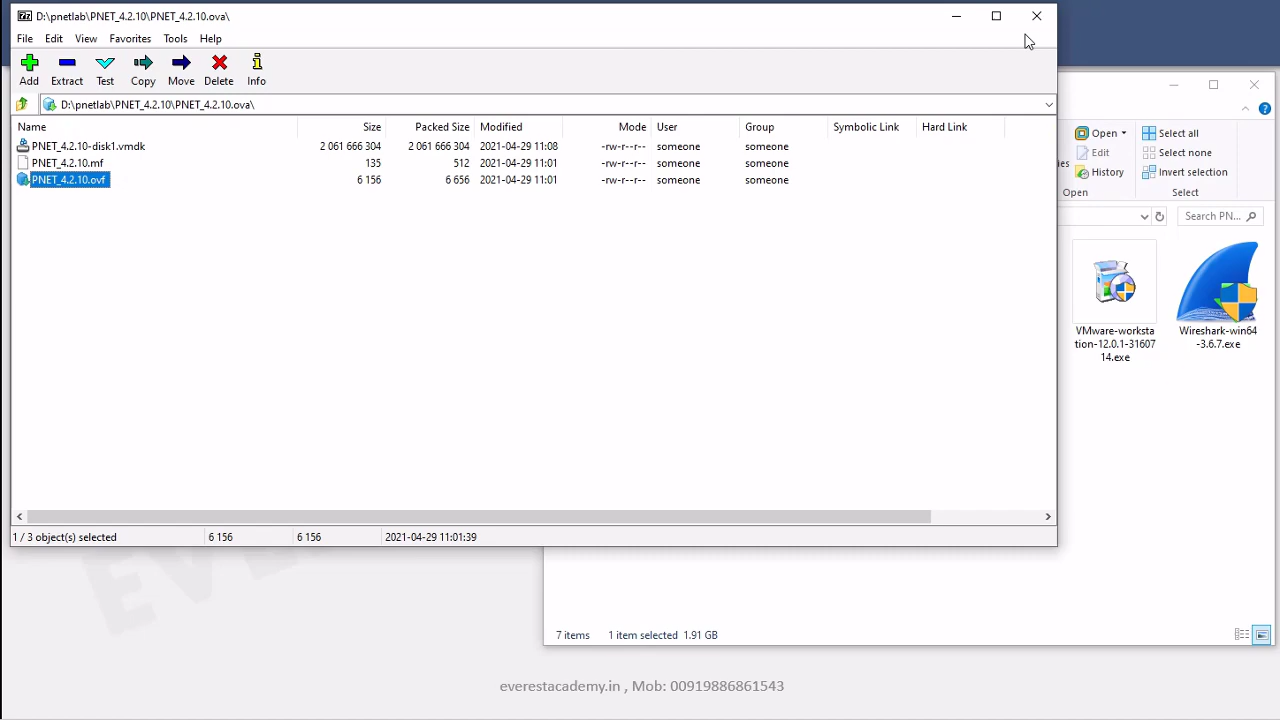 D:\pnetlab\PNET_4.2.10\PNET_4.2.10.ova\
File Edit View Favorites Tools Help
Add Extract Test Copy Move Delete Info
D:\pnetlab\PNET_4.2.10\PNET_4.2.10.ova\
Name Size Packed Size Modified Mode User Group Symbolic Link Hard Link
PNET_4.2.10-disk1.vmdk 2 061 666 304 2 061 666 304 2021-04-29 11:08 -rw-r--r-- someone someone
PNET_4.2.10.mf 135 512 2021-04-29 11:01 -rw-r--r-- someone someone
PNET_4.2.10.ovf 6 156 6 656 2021-04-29 11:01 -rw-r--r-- someone someone
1 / 3 object(s) selected 6 156 6 156 2021-04-29 11:01:39
Open Select all
Edit Select none
History Invert selection
Open Select
Search PN...
VMware-worksta
tion-12.0.1-31607
14.exe
Wireshark-win64
-3.6.7.exe
7 items 1 item selected 1.91 GB
everestacademy.in , Mob: 00919886861543